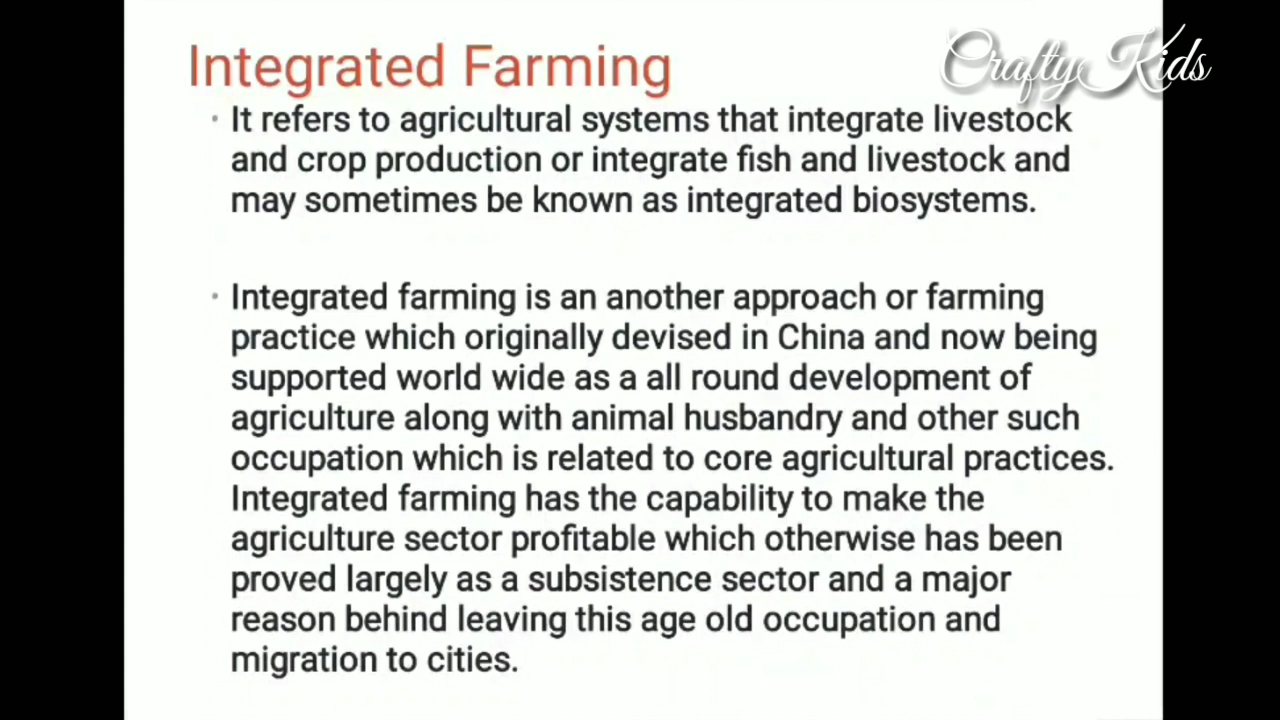 Integrated Farming
CraftyKids
· It refers to agricultural systems that integrate livestock
and crop production or integrate fish and livestock and
may sometimes be known as integrated biosystems.
· Integrated farming is an another approach or farming
practice which originally devised in China and now being
supported world wide as a all round development of
agriculture along with animal husbandry and other such
occupation which is related to core agricultural practices.
Integrated farming has the capability to make the
agriculture sector profitable which otherwise has been
proved largely as a subsistence sector and a major
reason behind leaving this age old occupation and
migration to cities.